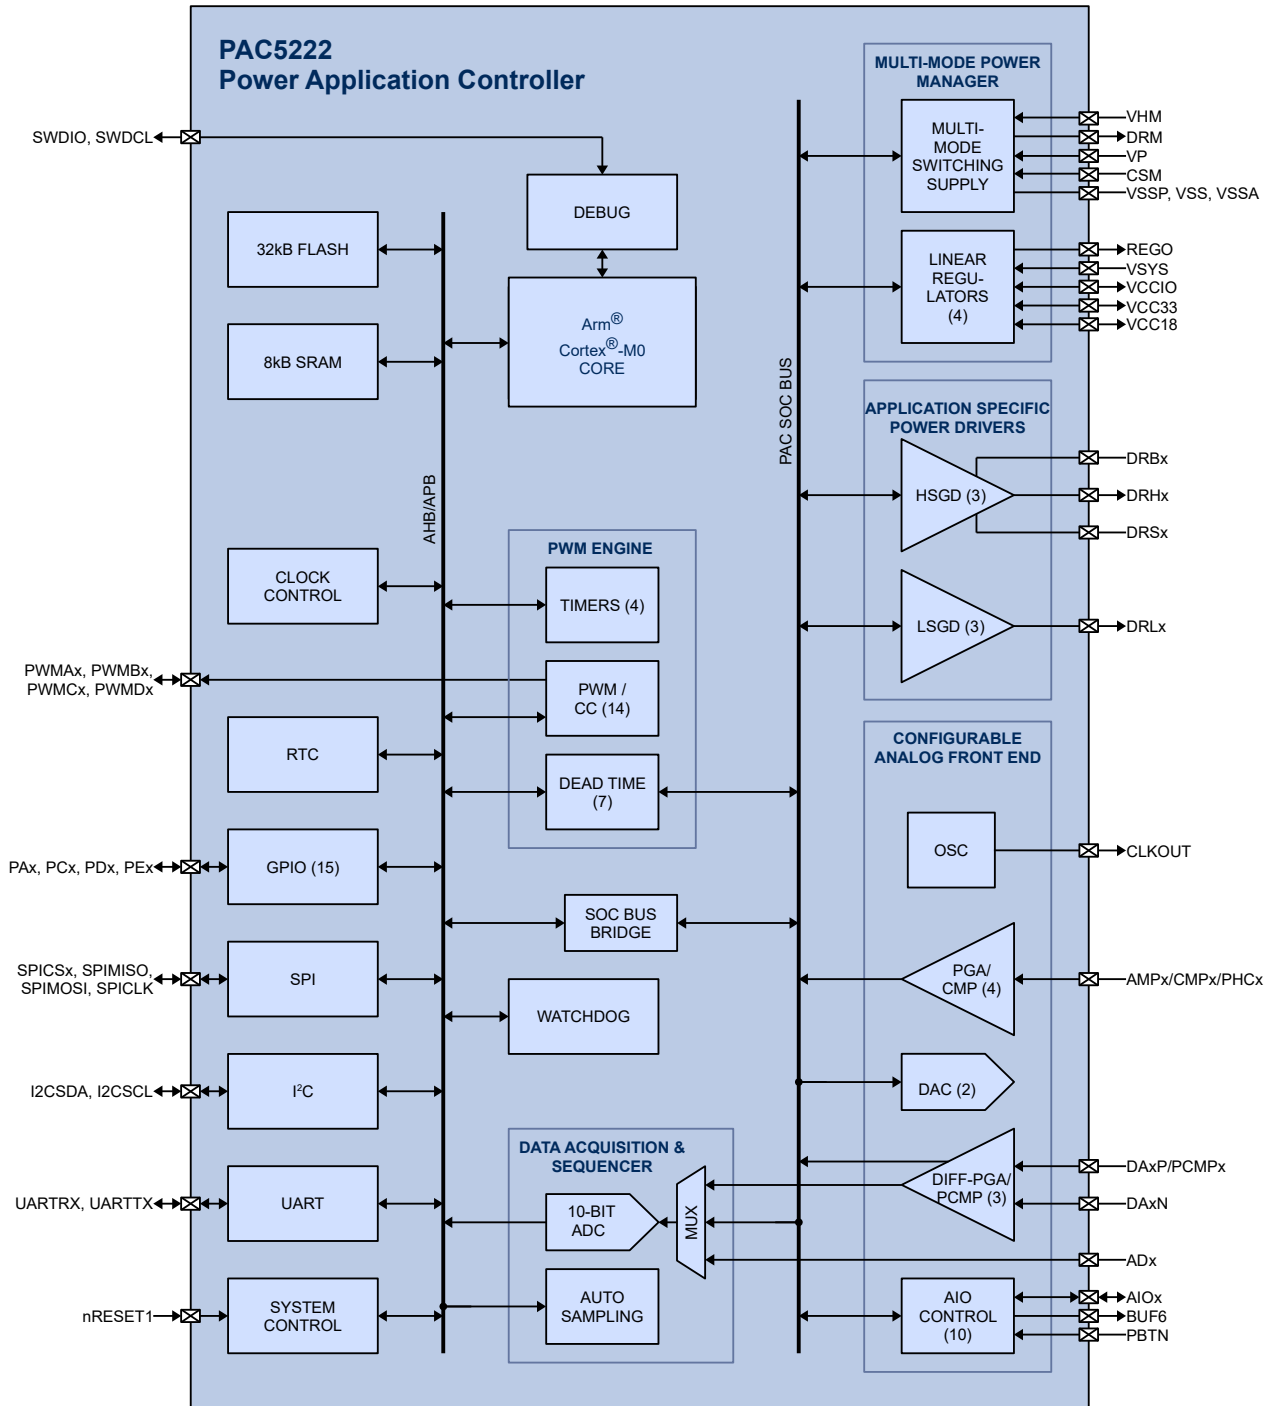 PAC5222
Power Application Controller
SWDIO, SWDCL
DEBUG
32kB FLASH
8kB SRAM
Arm®
Cortex®-M0
CORE
AHB/APB
PAC SOC BUS
CLOCK
CONTROL
PWM ENGINE
TIMERS (4)
PWMAx, PWMBx,
PWMCx, PWMDx
PWM /
CC (14)
RTC
DEAD TIME
(7)
PAx, PCx, PDx, PEx
GPIO (15)
SOC BUS
BRIDGE
SPICSx, SPIMISO,
SPIMOSI, SPICLK
SPI
WATCHDOG
I2CSDA, I2CSCL
I²C
DATA ACQUISITION &
SEQUENCER
UARTRX, UARTTX
UART
10-BIT
ADC
MUX
nRESET1
SYSTEM
CONTROL
AUTO
SAMPLING
MULTI-MODE POWER
MANAGER
MULTI-
MODE
SWITCHING
SUPPLY
VHM
DRM
VP
CSM
VSSP, VSS, VSSA
LINEAR
REGU-
LATORS
(4)
REGO
VSYS
VCCIO
VCC33
VCC18
APPLICATION SPECIFIC
POWER DRIVERS
HSGD (3)
DRBx
DRHx
DRSx
LSGD (3)
DRLx
CONFIGURABLE
ANALOG FRONT END
OSC
CLKOUT
PGA/
CMP (4)
AMPx/CMPx/PHCx
DAC (2)
DIFF-PGA/
PCMP (3)
DAxP/PCMPx
DAxN
ADx
AIO
CONTROL
(10)
AIOx
BUF6
PBTN